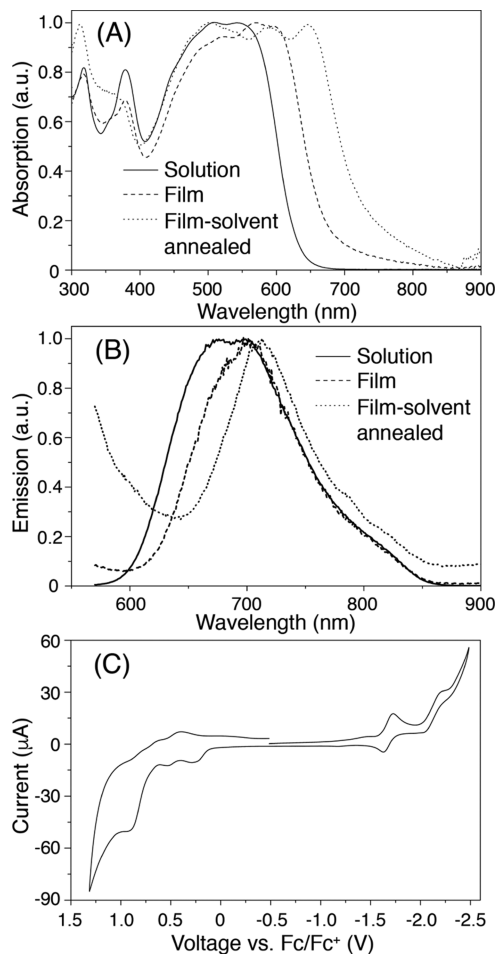 (A)
Absorption (a.u.)
1.0
0.8
0.6
0.4
0.2
0
Solution
Film
Film-solvent
annealed
300 400 500 600 700 800 900
Wavelength (nm)
(B)
Emission (a.u.)
1.0
0.8
0.6
0.4
0.2
0
Solution
Film
Film-solvent
annealed
600 700 800 900
Wavelength (nm)
(C)
Current (μA)
60
30
0
-30
-60
-90
1.5 1.0 0.5 0 -0.5 -1.0 -1.5 -2.0 -2.5
Voltage vs. Fc/Fc⁺ (V)